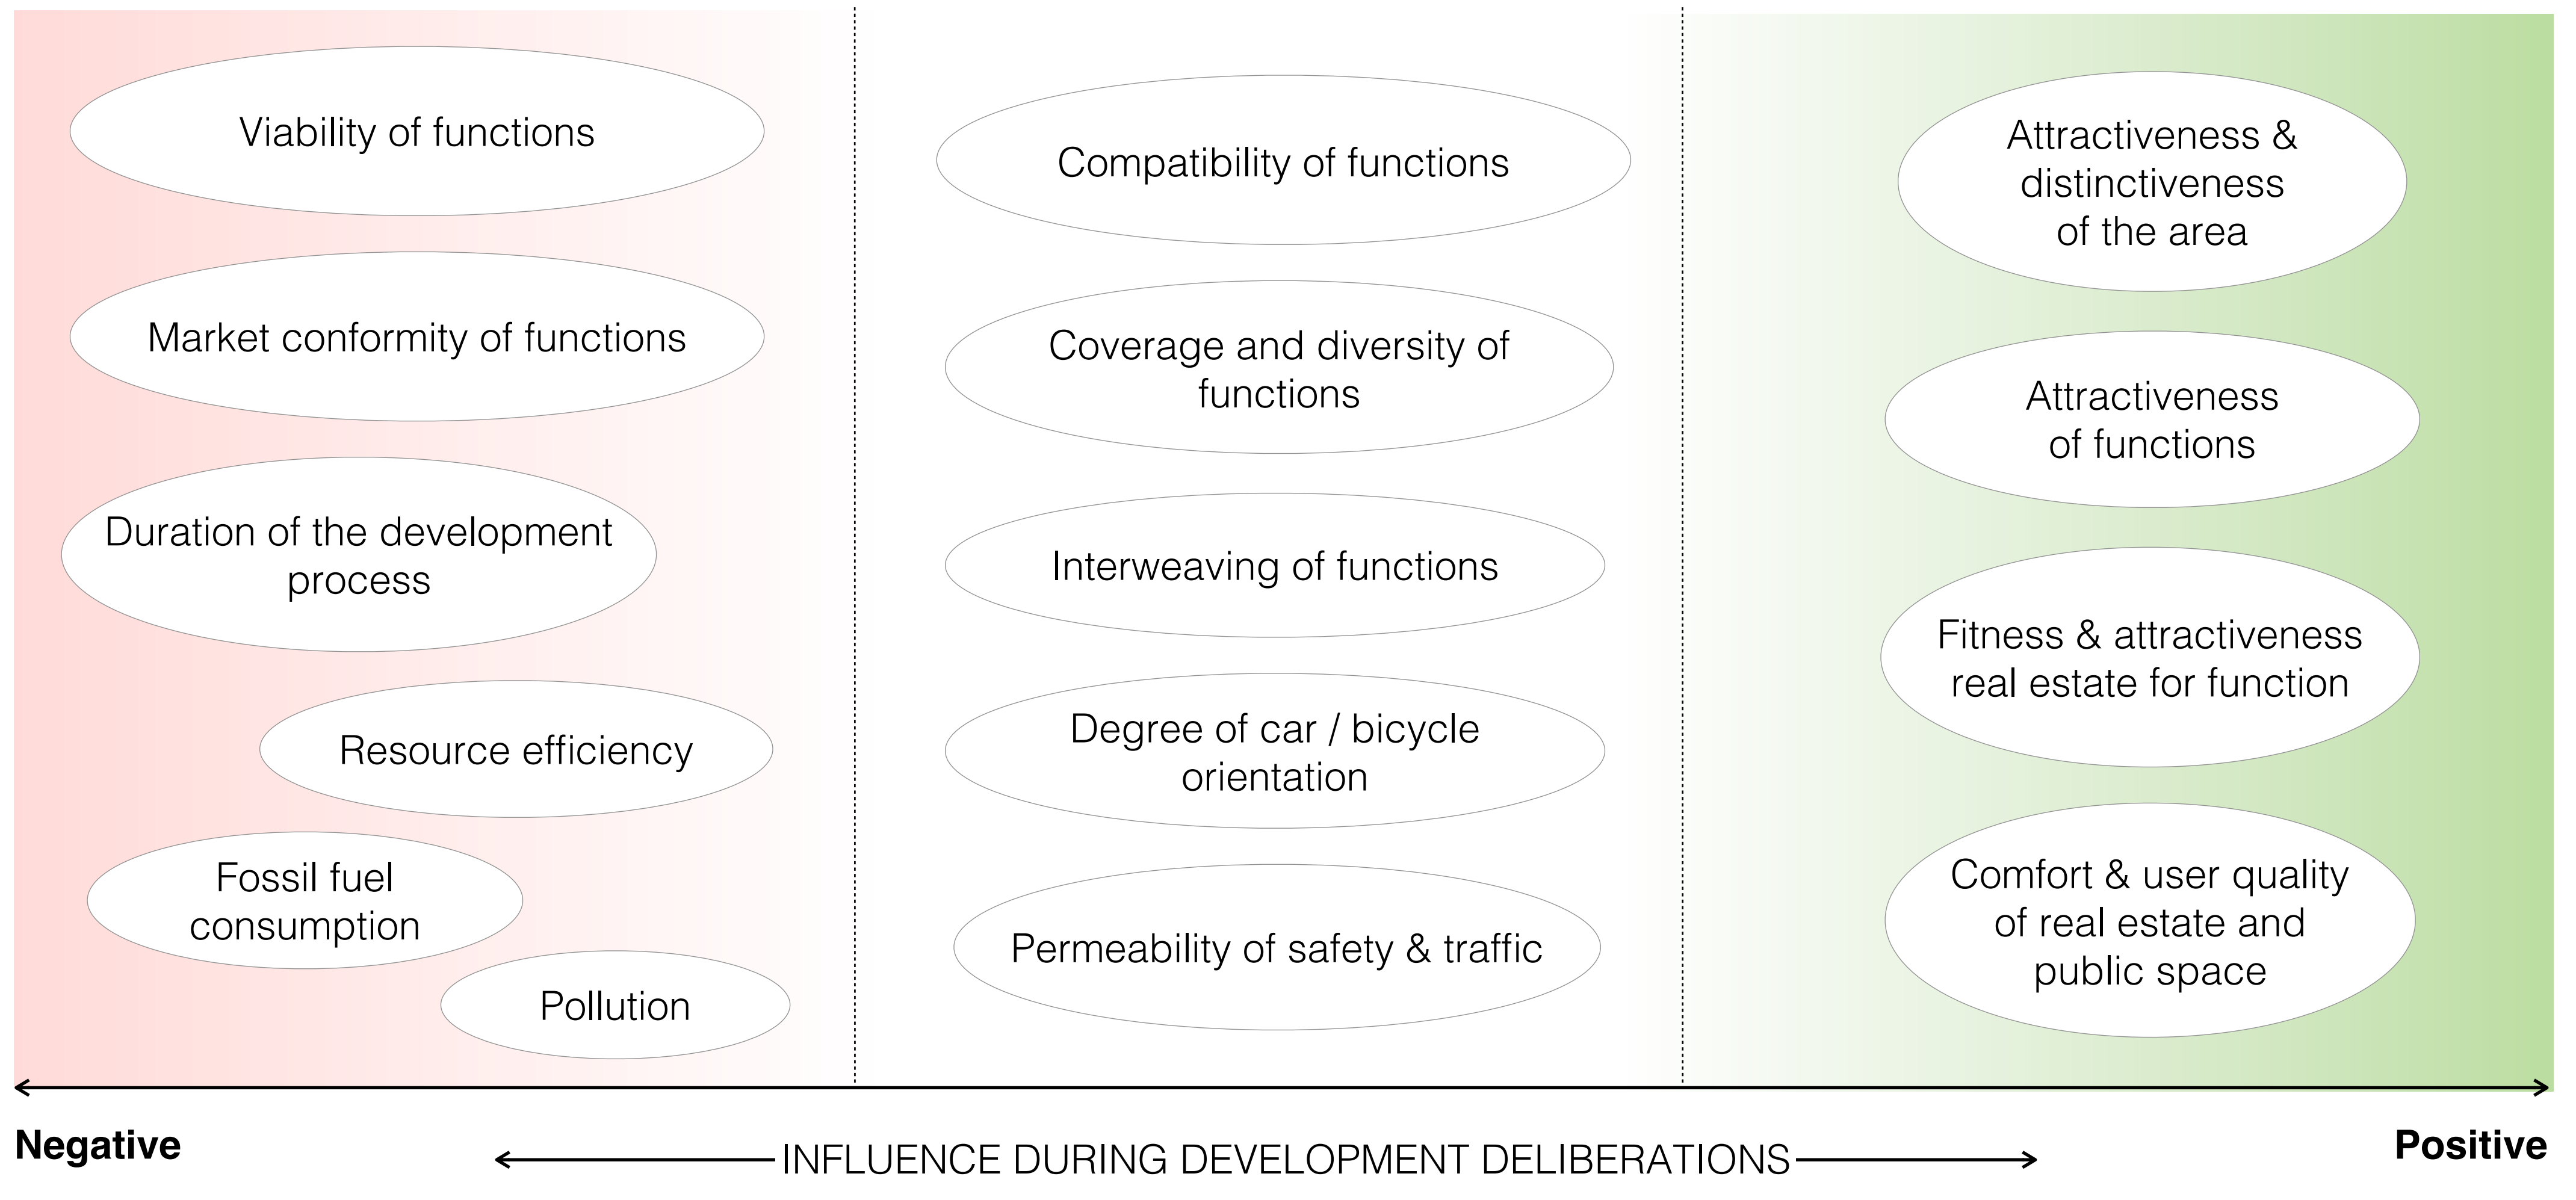 Viability of functions
Market conformity of functions
Duration of the development
process
Resource efficiency
Fossil fuel
consumption
Pollution
Compatibility of functions
Coverage and diversity of
functions
Interweaving of functions
Degree of car / bicycle
orientation
Permeability of safety & traffic
Attractiveness &
distinctiveness
of the area
Attractiveness
of functions
Fitness & attractiveness
real estate for function
Comfort & user quality
of real estate and
public space
Negative
INFLUENCE DURING DEVELOPMENT DELIBERATIONS
Positive